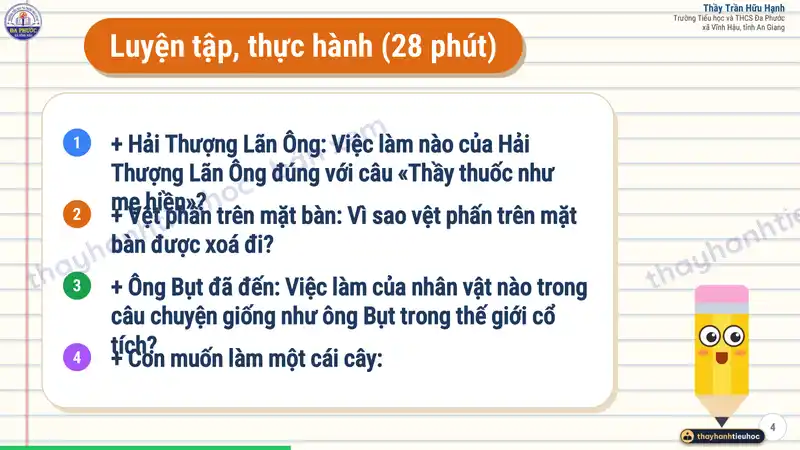 Thầy Trần Hữu Hạnh
Trường Tiểu học và THCS Đa Phước
xã Vĩnh Hậu, tỉnh An Giang
ĐA PHƯỚC
Luyện tập, thực hành (28 phút)
1 + Hải Thượng Lãn Ông: Việc làm nào của Hải
Thượng Lãn Ông đúng với câu «Thầy thuốc như
mẹ hiền»?
2 + Vệt phấn trên mặt bàn: Vì sao vệt phấn trên mặt
bàn được xoá đi?
3 + Ông Bụt đã đến: Việc làm của nhân vật nào trong
câu chuyện giống như ông Bụt trong thế giới cổ
tích?
4 + Con muốn làm một cái cây:
thayhanhtieuhoc
4